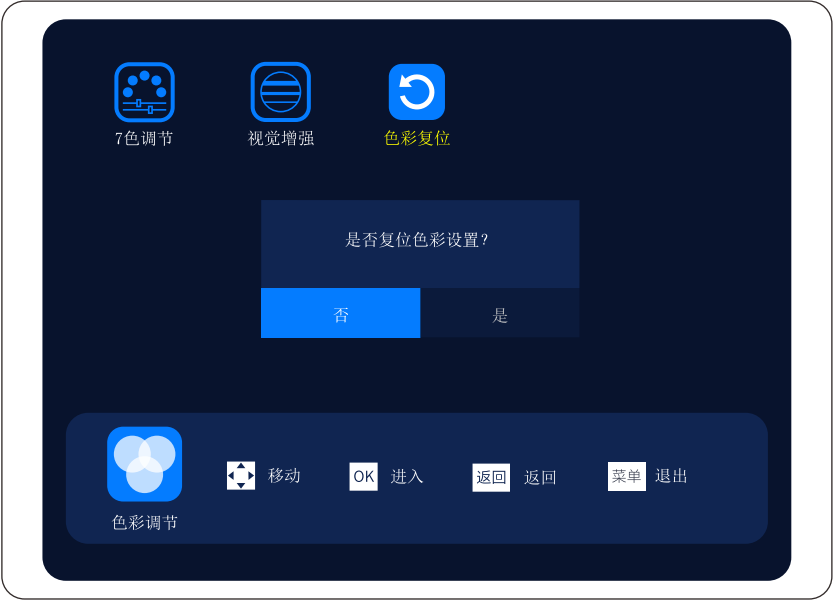 7色调节 视觉增强 色彩复位
是否复位色彩设置?
否 是
OK 返回 菜单
移动 进入 返回 退出
色彩调节